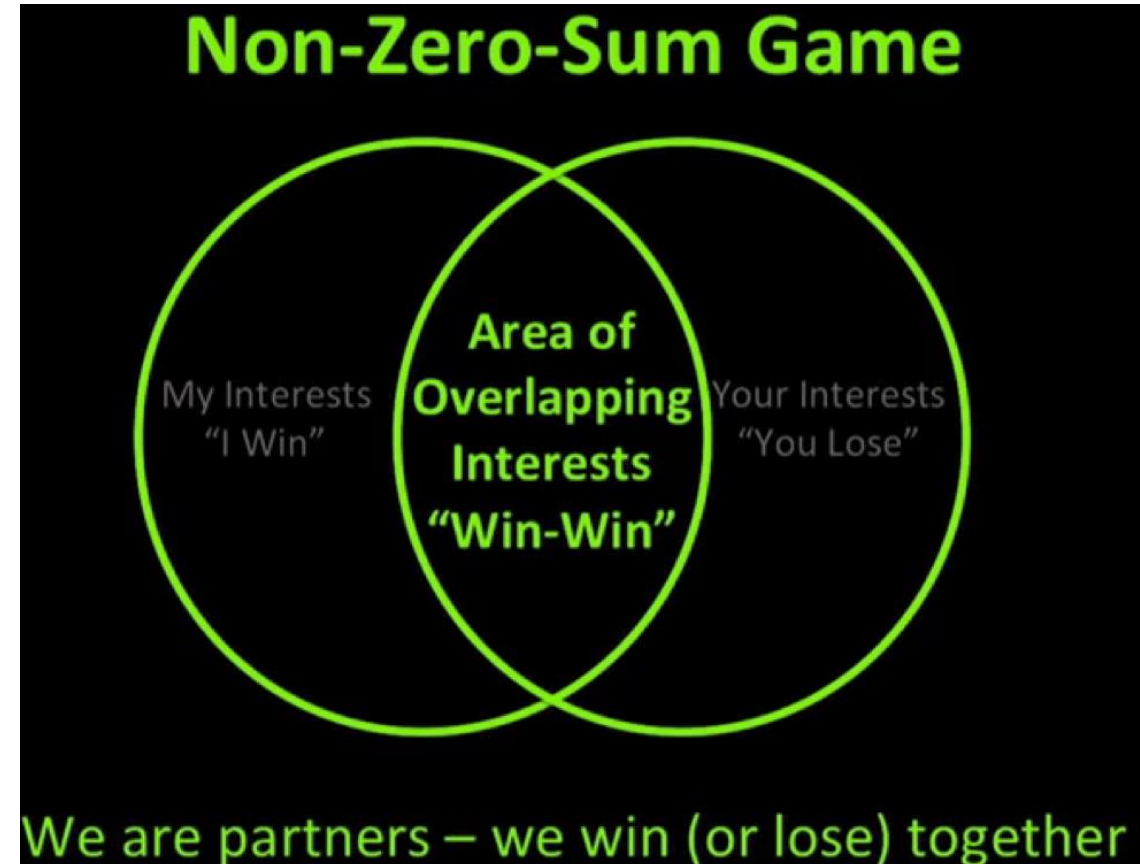 Non-Zero-Sum Game
My Interests
“I Win”
Area of
Overlapping
Interests
“Win-Win”
Your Interests
“You Lose”
We are partners – we win (or lose) together